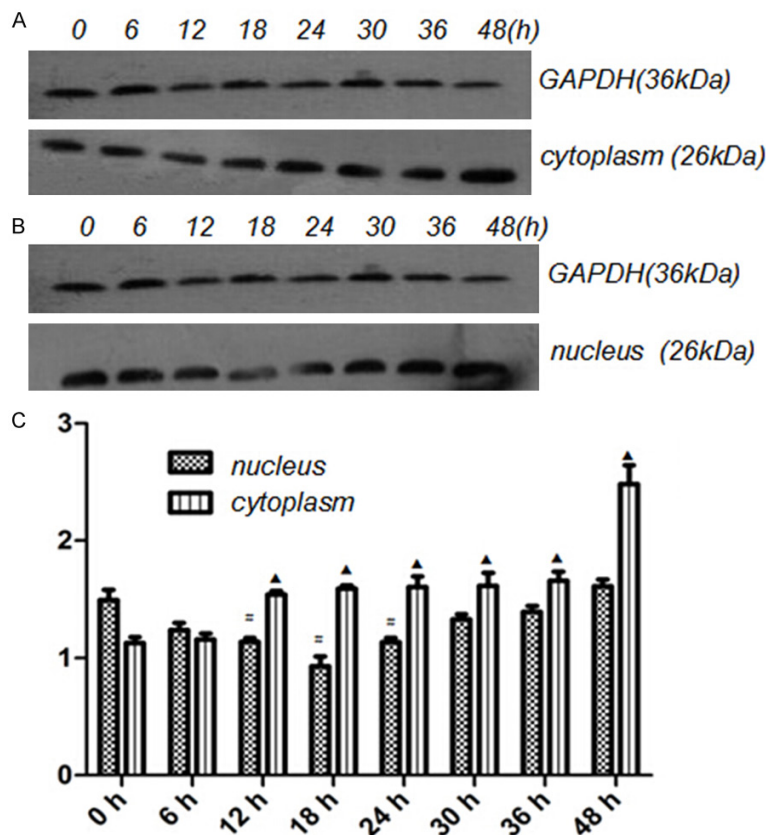 A
0 6 12 18 24 30 36 48(h)
GAPDH(36kDa)
cytoplasm (26kDa)
B
0 6 12 18 24 30 36 48(h)
GAPDH(36kDa)
nucleus (26kDa)
C
3
nucleus
cytoplasm
2
1
0
0 h 6 h 12 h 18 h 24 h 30 h 36 h 48 h